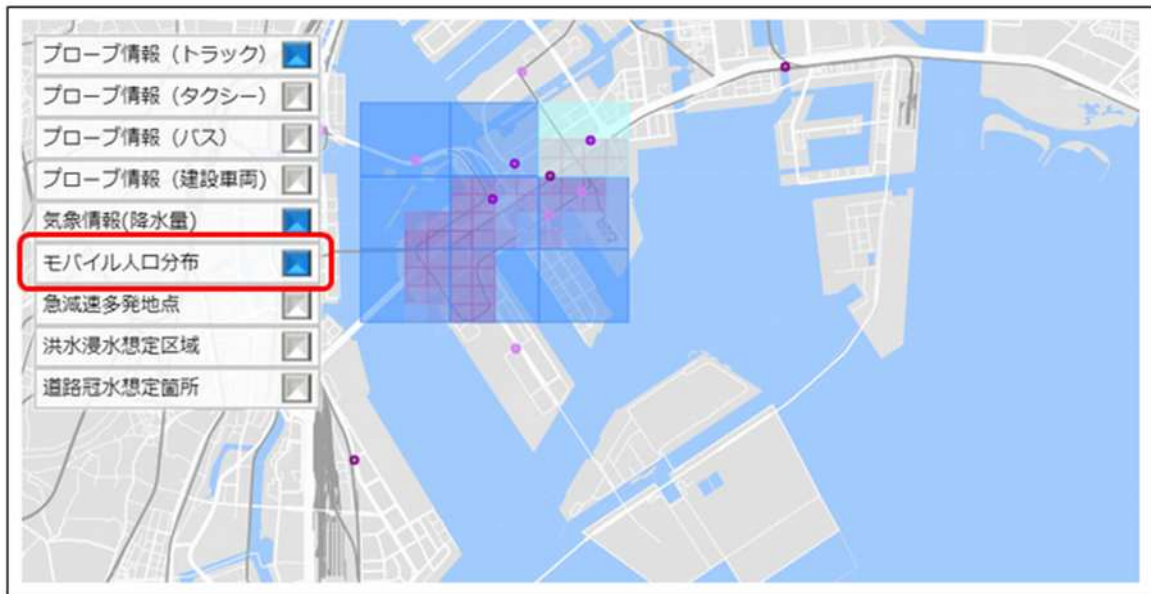 プローブ情報（トラック）
プローブ情報（タクシー）
プローブ情報（バス）
プローブ情報（建設車両)
気象情報(降水量)
モバイル人口分布
急減速多発地点
洪水浸水想定区域
道路冠水想定箇所